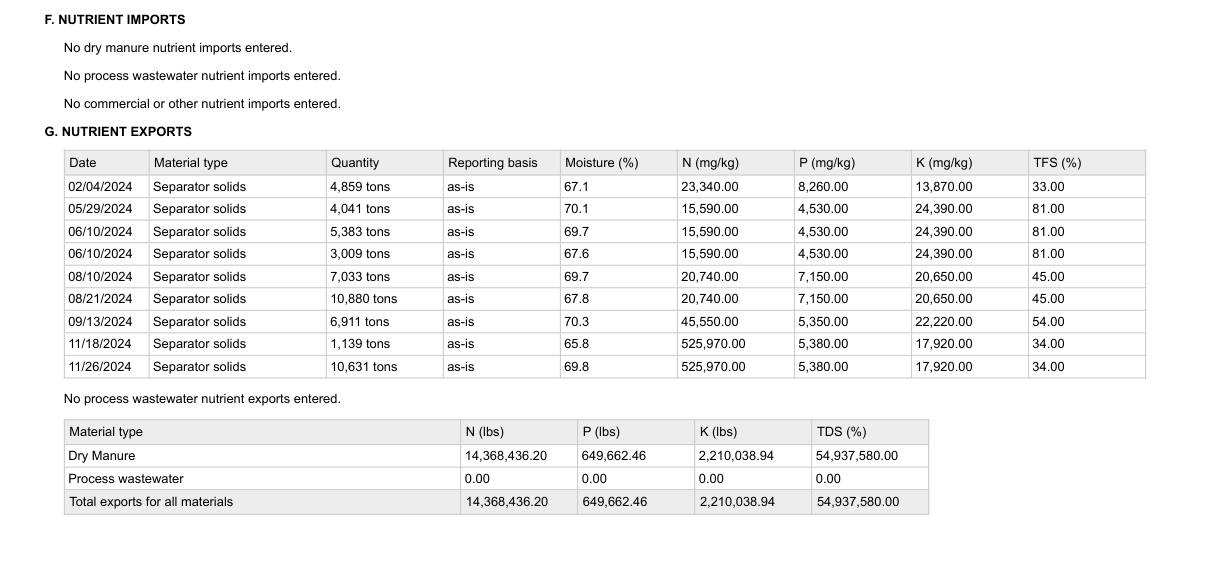 F. NUTRIENT IMPORTS
No dry manure nutrient imports entered.
No process wastewater nutrient imports entered.
No commercial or other nutrient imports entered.
G. NUTRIENT EXPORTS
Date Material type Quantity Reporting basis Moisture (%) N (mg/kg) P (mg/kg) K (mg/kg) TFS (%)
02/04/2024 Separator solids 4,859 tons as-is 67.1 23,340.00 8,260.00 13,870.00 33.00
05/29/2024 Separator solids 4,041 tons as-is 70.1 15,590.00 4,530.00 24,390.00 81.00
06/10/2024 Separator solids 5,383 tons as-is 69.7 15,590.00 4,530.00 24,390.00 81.00
06/10/2024 Separator solids 3,009 tons as-is 67.6 15,590.00 4,530.00 24,390.00 81.00
08/10/2024 Separator solids 7,033 tons as-is 69.7 20,740.00 7,150.00 20,650.00 45.00
08/21/2024 Separator solids 10,880 tons as-is 67.8 20,740.00 7,150.00 20,650.00 45.00
09/13/2024 Separator solids 6,911 tons as-is 70.3 45,550.00 5,350.00 22,220.00 54.00
11/18/2024 Separator solids 1,139 tons as-is 65.8 525,970.00 5,380.00 17,920.00 34.00
11/26/2024 Separator solids 10,631 tons as-is 69.8 525,970.00 5,380.00 17,920.00 34.00
No process wastewater nutrient exports entered.
Material type N (lbs) P (lbs) K (lbs) TDS (%)
Dry Manure 14,368,436.20 649,662.46 2,210,038.94 54,937,580.00
Process wastewater 0.00 0.00 0.00 0.00
Total exports for all materials 14,368,436.20 649,662.46 2,210,038.94 54,937,580.00